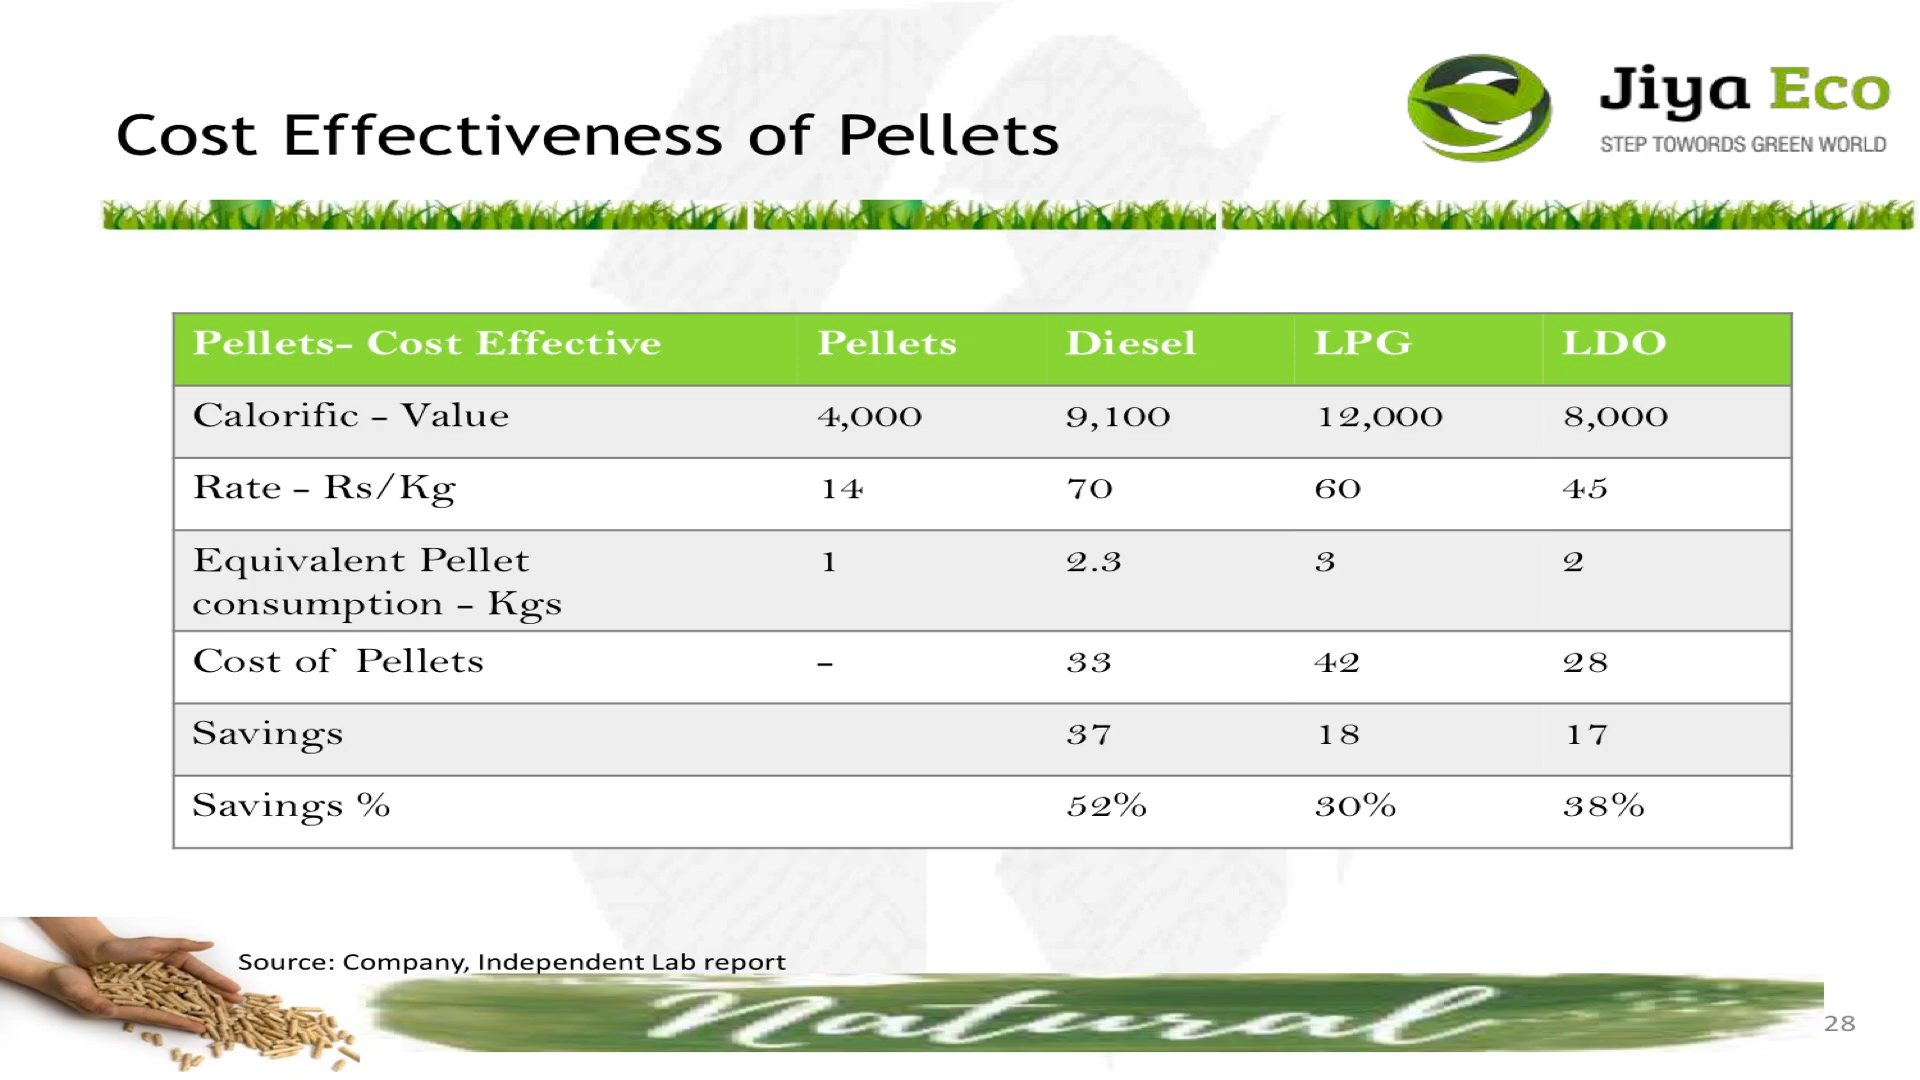 Jiya Eco
STEP TOWORDS GREEN WORLD
Cost Effectiveness of Pellets
Pellets- Cost Effective Pellets Diesel LPG LDO
Calorific - Value 4,000 9,100 12,000 8,000
Rate - Rs/Kg 14 70 60 45
Equivalent Pellet
consumption - Kgs 1 2.3 3 2
Cost of Pellets - 33 42 28
Savings 37 18 17
Savings % 52% 30% 38%
Source: Company, Independent Lab report
Natural
28